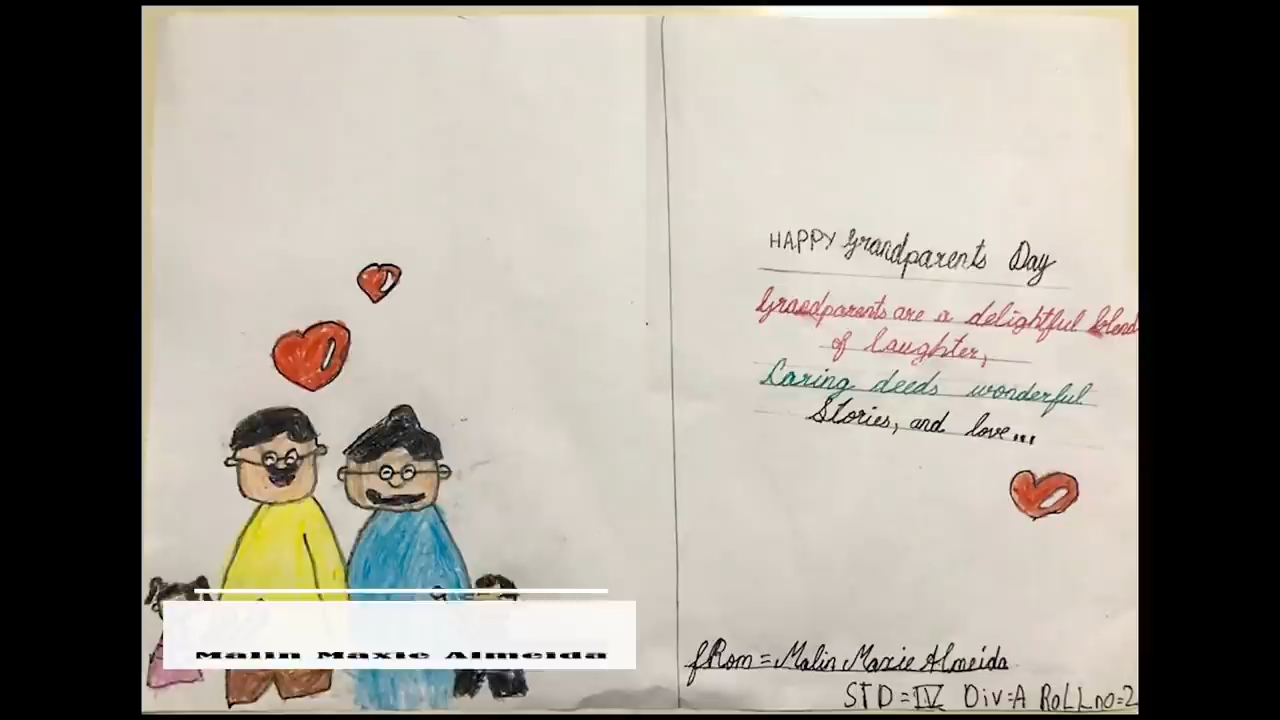 HAPPY Grandparents Day
Grandparents are a delightful blend
of laughter,
Caring deeds wonderful
Stories, and love...
fRom = Malin Maxie Almeida
STD = IV Div = A RoLL no = 2
Malin Maxie Almeida